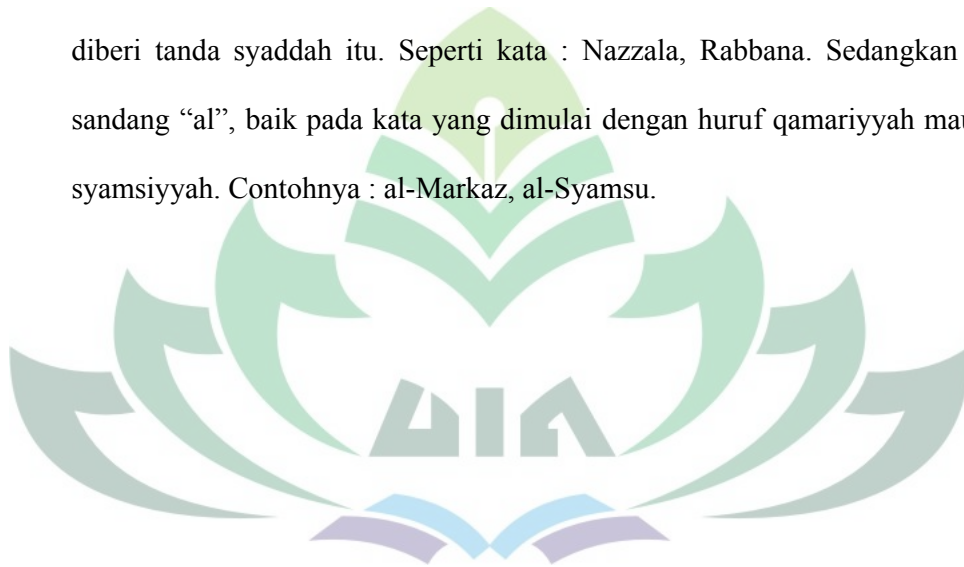 diberi tanda syaddah itu. Seperti kata : Nazzala, Rabbana. Sedangkan
sandang “al”, baik pada kata yang dimulai dengan huruf qamariyyah
syamsiyyah. Contohnya : al-Markaz, al-Syamsu.
UIN